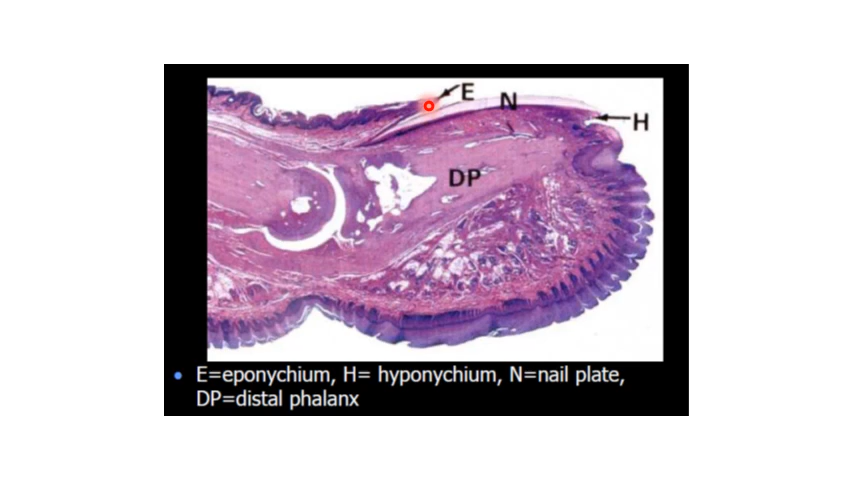 E
N
H
DP
• E=eponychium, H= hyponychium, N=nail plate,
DP=distal phalanx